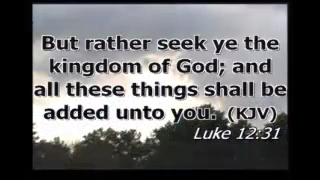 But rather seek ye the
kingdom of God; and
all these things shall be
added unto you. (KJV)
Luke 12:31